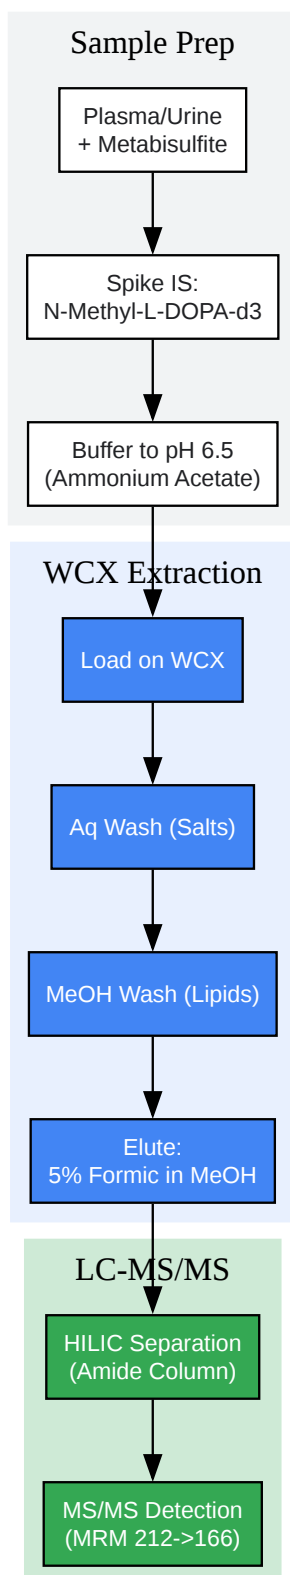 Sample Prep
Plasma/Urine
+ Metabisulfite
Spike IS:
N-Methyl-L-DOPA-d3
Buffer to pH 6.5
(Ammonium Acetate)
WCX Extraction
Load on WCX
Aq Wash (Salts)
MeOH Wash (Lipids)
Elute:
5% Formic in MeOH
LC-MS/MS
HILIC Separation
(Amide Column)
MS/MS Detection
(MRM 212->166)